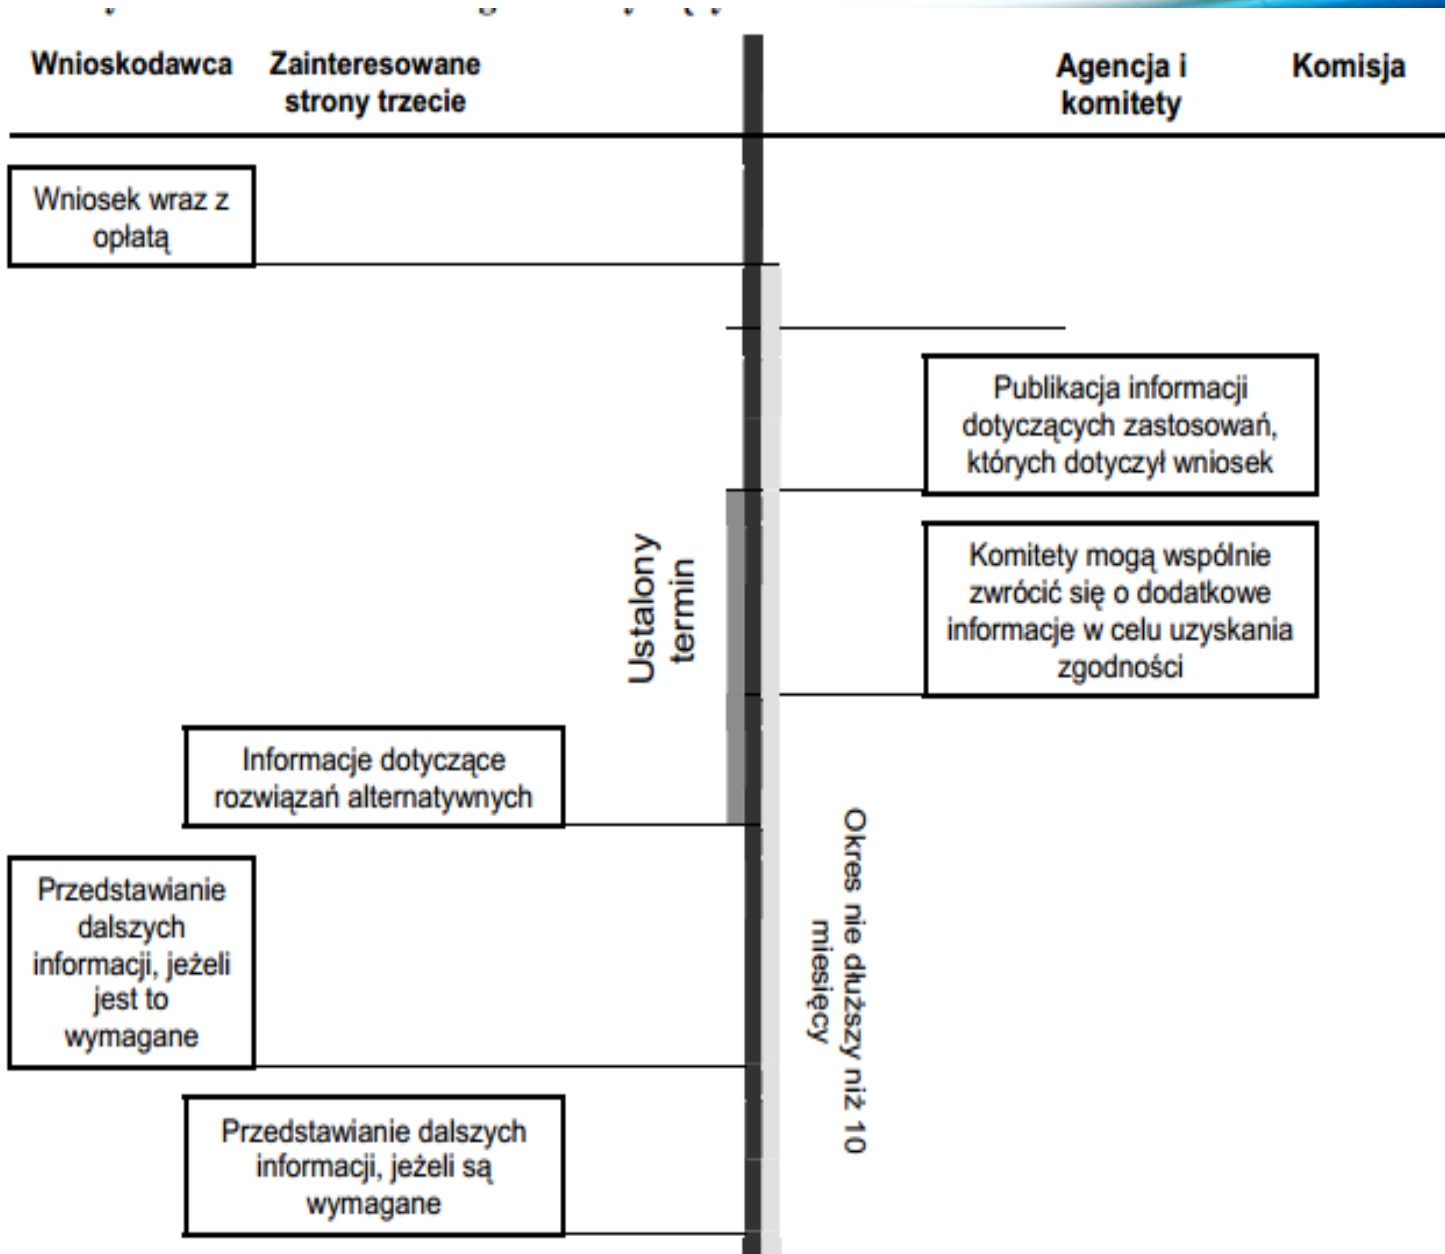 Wnioskodawca
Zainteresowane
strony trzecie
Agencja i
komitety
Komisja
Wniosek wraz z
opłatą
Publikacja informacji
dotyczących zastosowań,
których dotyczył wniosek
Ustalony
termin
Komitety mogą wspólnie
zwrócić się o dodatkowe
informacje w celu uzyskania
zgodności
Informacje dotyczące
rozwiązań alternatywnych
Okres nie dłuższy niż 10
miesięcy
Przedstawianie
dalszych
informacji, jeżeli
jest to
wymagane
Przedstawianie dalszych
informacji, jeżeli są
wymagane